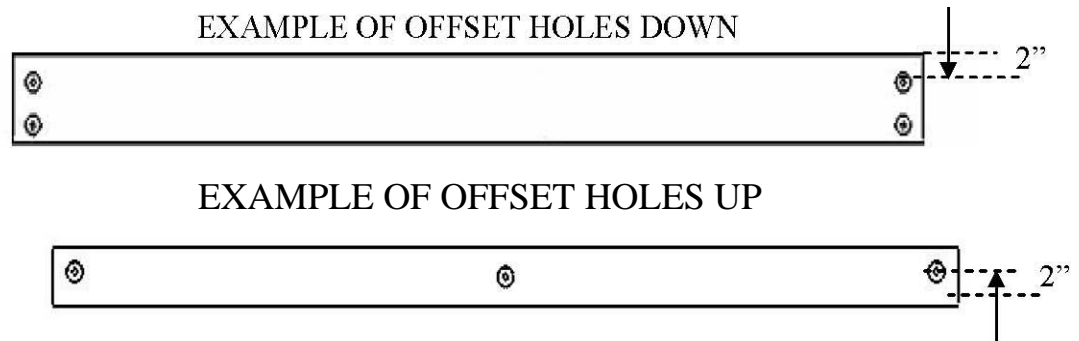 EXAMPLE OF OFFSET HOLES DOWN
2”
EXAMPLE OF OFFSET HOLES UP
2”